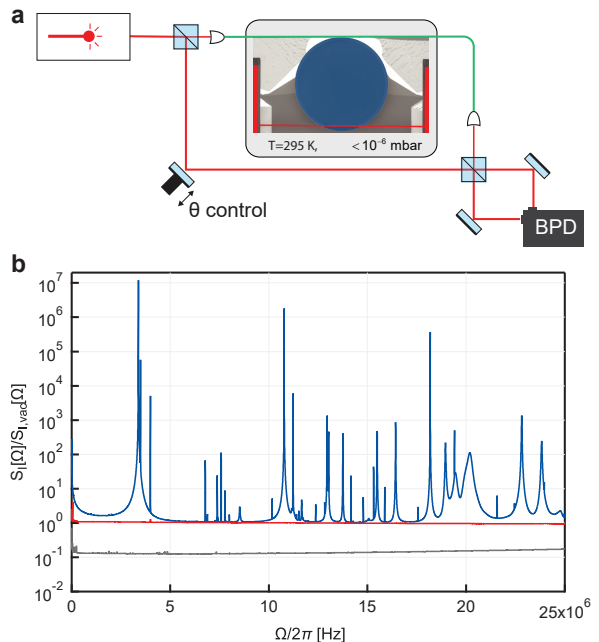 a
T=295 K, <10⁻⁶ mbar
θ control
BPD
b
10⁷
10⁶
10⁵
10⁴
10³
10²
10¹
10⁰
10⁻¹
10⁻²
S_I[Ω]/S_I,vac[Ω]
0 5 10 15 20 25x10⁶
Ω/2π [Hz]